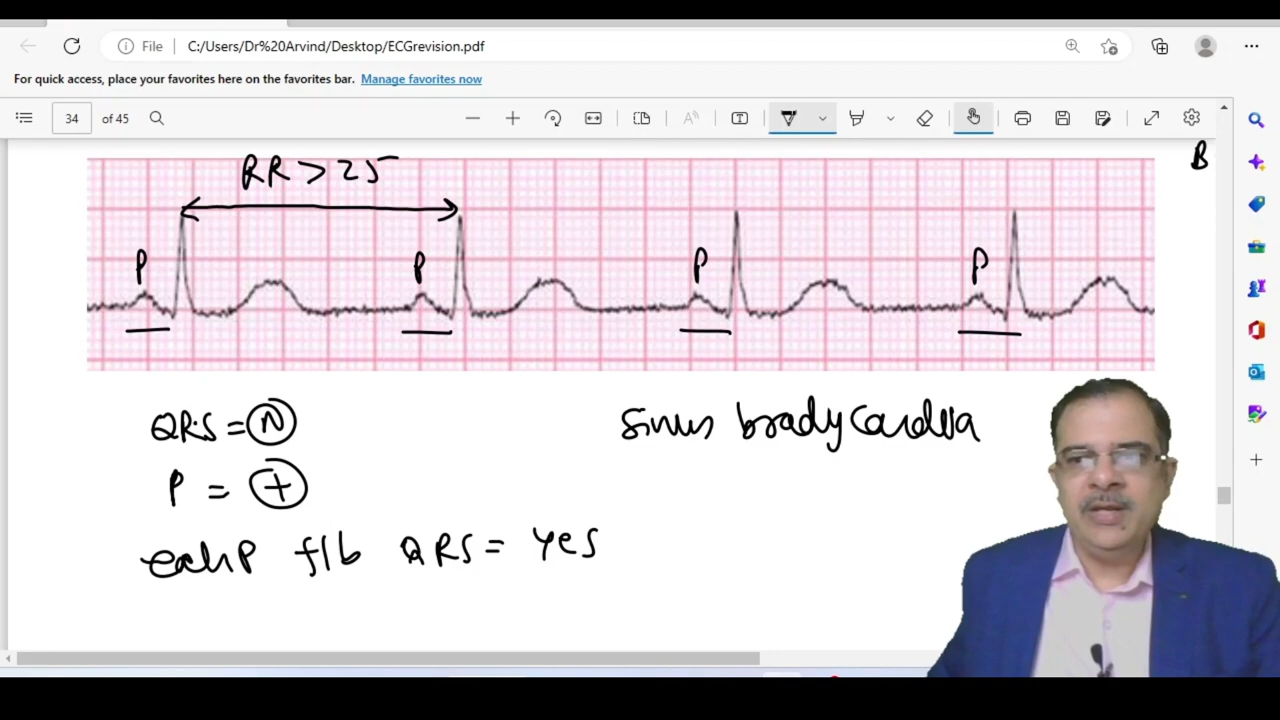 File C:/Users/Dr%20Arvind/Desktop/ECGrevision.pdf
For quick access, place your favorites here on the favorites bar. Manage favorites now
34 of 45
B
RR > 25
P P P P
QRS = N
sinus bradycardia
P = +
each P f/b QRS = Yes